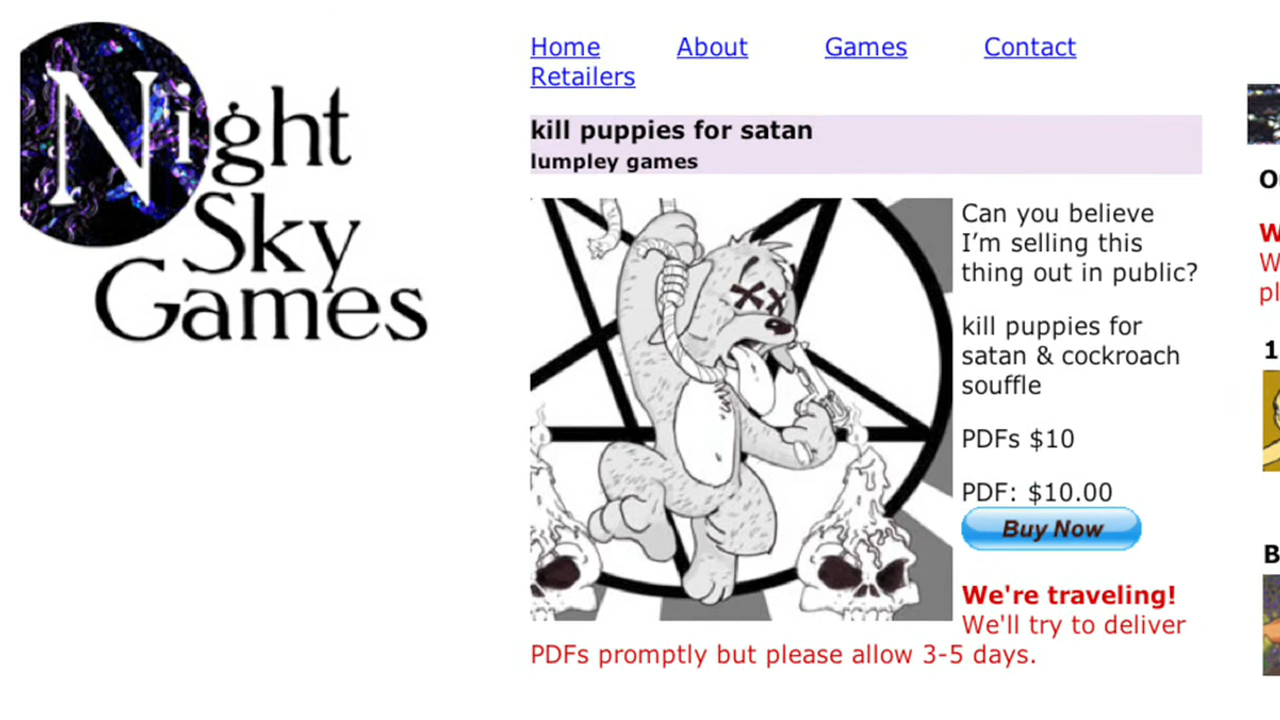 Night
Sky
Games
Home About Games Contact
Retailers
kill puppies for satan
lumpley games
Can you believe
I’m selling this
thing out in public?
kill puppies for
satan & cockroach
souffle
PDFs $10
PDF: $10.00
Buy Now
We're traveling!
We'll try to deliver
PDFs promptly but please allow 3-5 days.
1
B